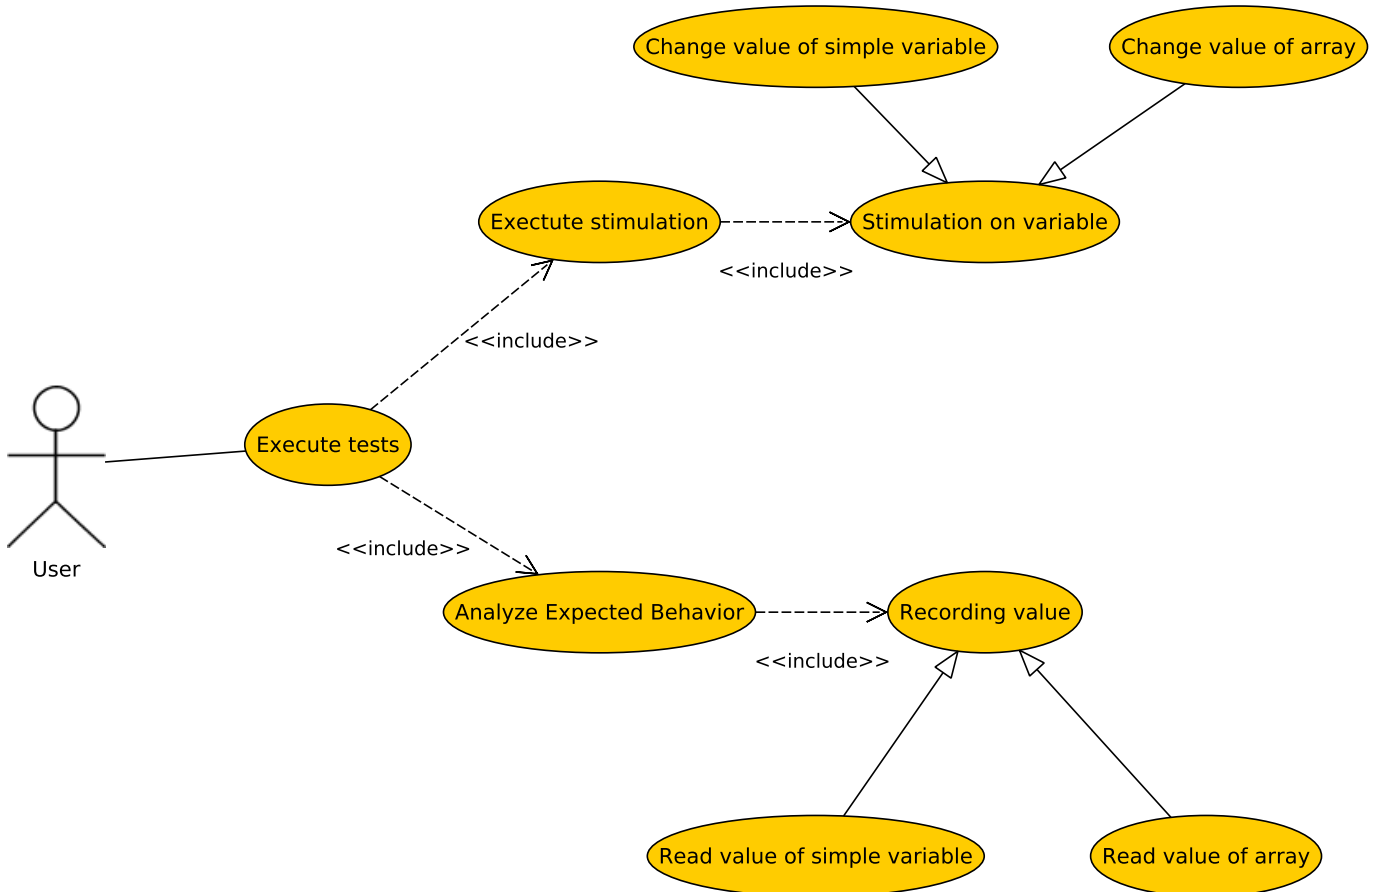 Change value of simple variable
Change value of array
Exectute stimulation
Stimulation on variable
<<include>>
<<include>>
Execute tests
User
<<include>>
Analyze Expected Behavior
Recording value
<<include>>
Read value of simple variable
Read value of array